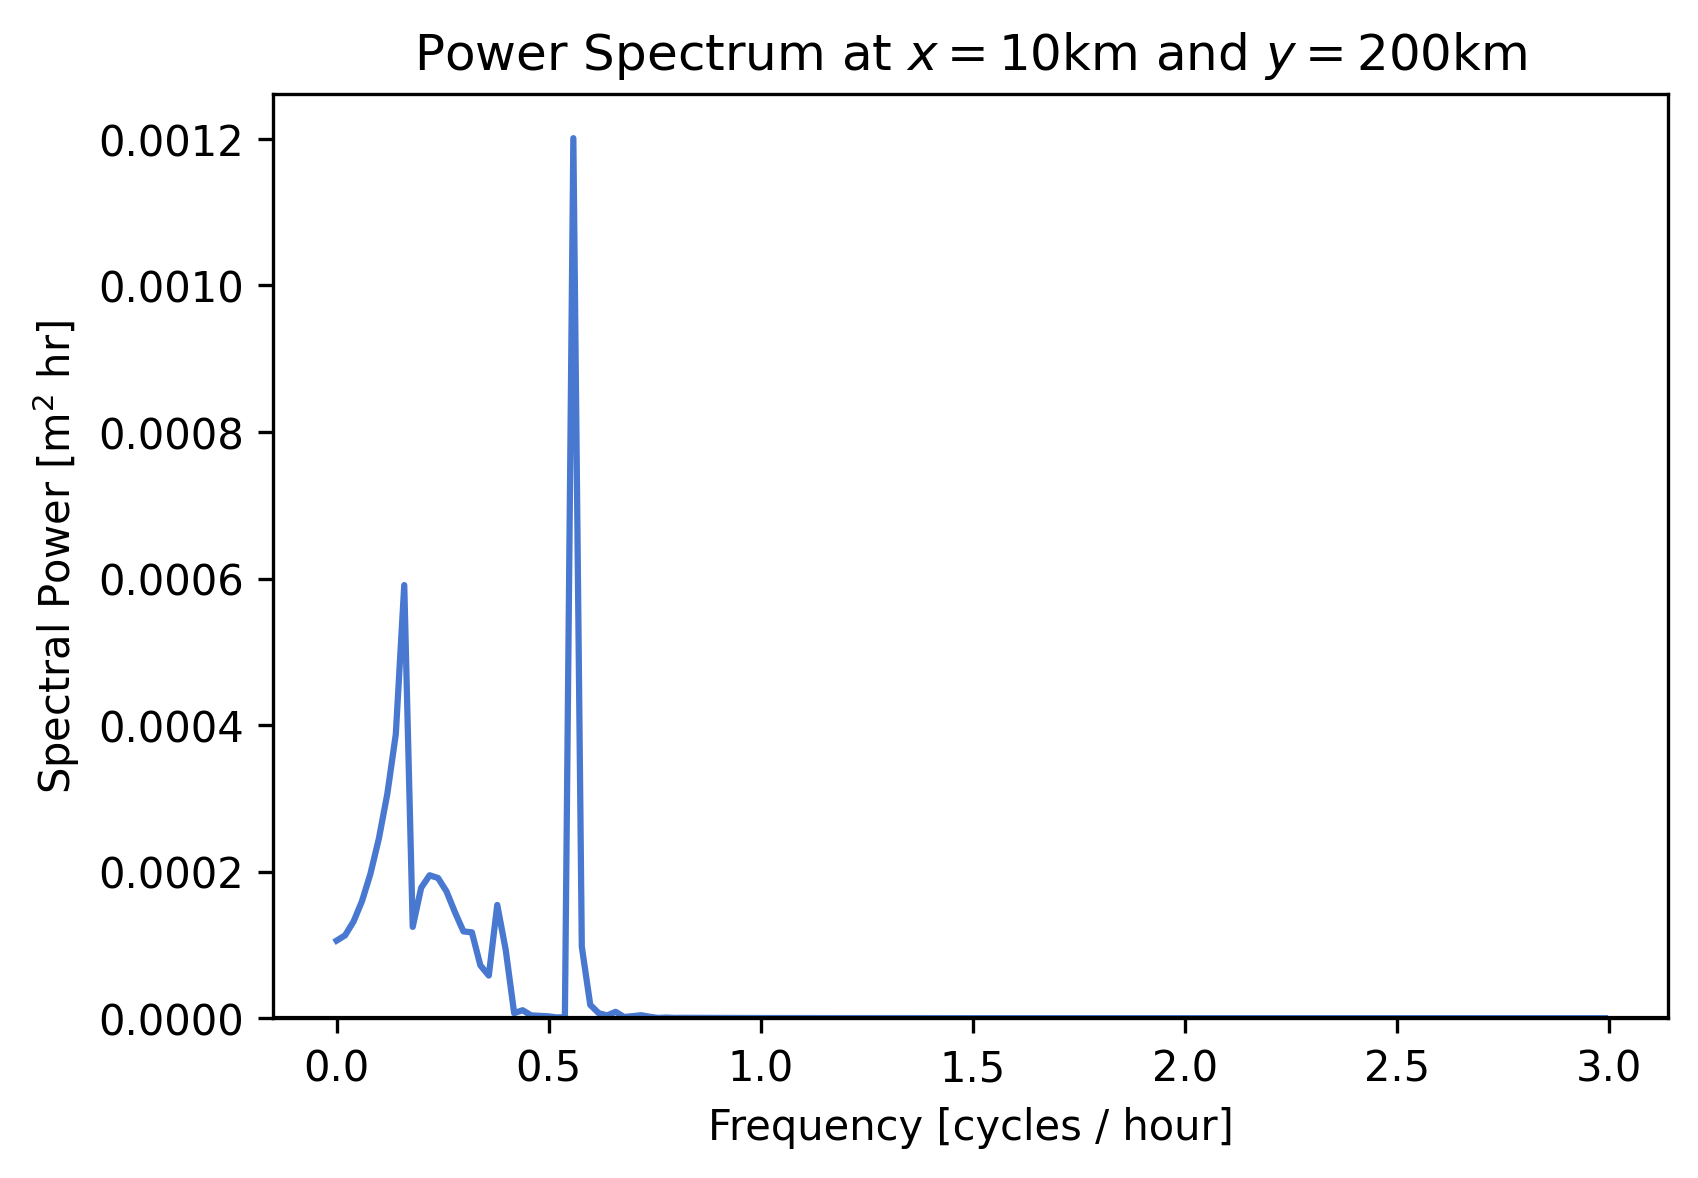 Power Spectrum at x = 10km and y = 200km
0.0012
0.0010
0.0008
0.0006
0.0004
0.0002
0.0000
Spectral Power [m² hr]
0.0 0.5 1.0 1.5 2.0 2.5 3.0
Frequency [cycles / hour]